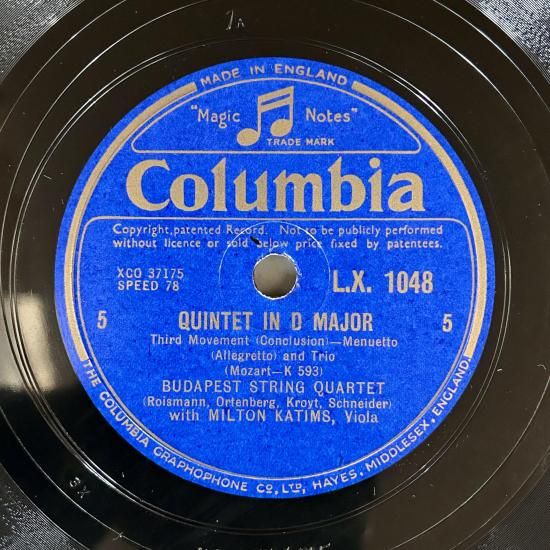 MADE IN ENGLAND
"Magic Notes"
TRADE MARK
Columbia
Copyright, patented Record. Not to be publicly performed
without licence or sold below price fixed by patentees.
XCO 37175
SPEED 78
L.X. 1048
5 QUINTET IN D MAJOR 5
Third Movement (Conclusion)—Menuetto
(Allegretto) and Trio
(Mozart—K 593)
BUDAPEST STRING QUARTET
(Roismann, Ortenberg, Kroyt, Schneider)
with MILTON KATIMS, Viola
THE COLUMBIA GRAPHOPHONE CO., LTD., HAYES, MIDDLESEX, ENGLAND.